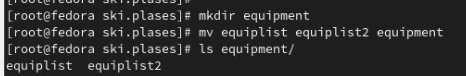 [root@fedora ski.plases]# mkdir equipment
[root@fedora ski.plases]# mv equiplist equiplist2 equipment
[root@fedora ski.plases]# ls equipment/
equiplist  equiplist2